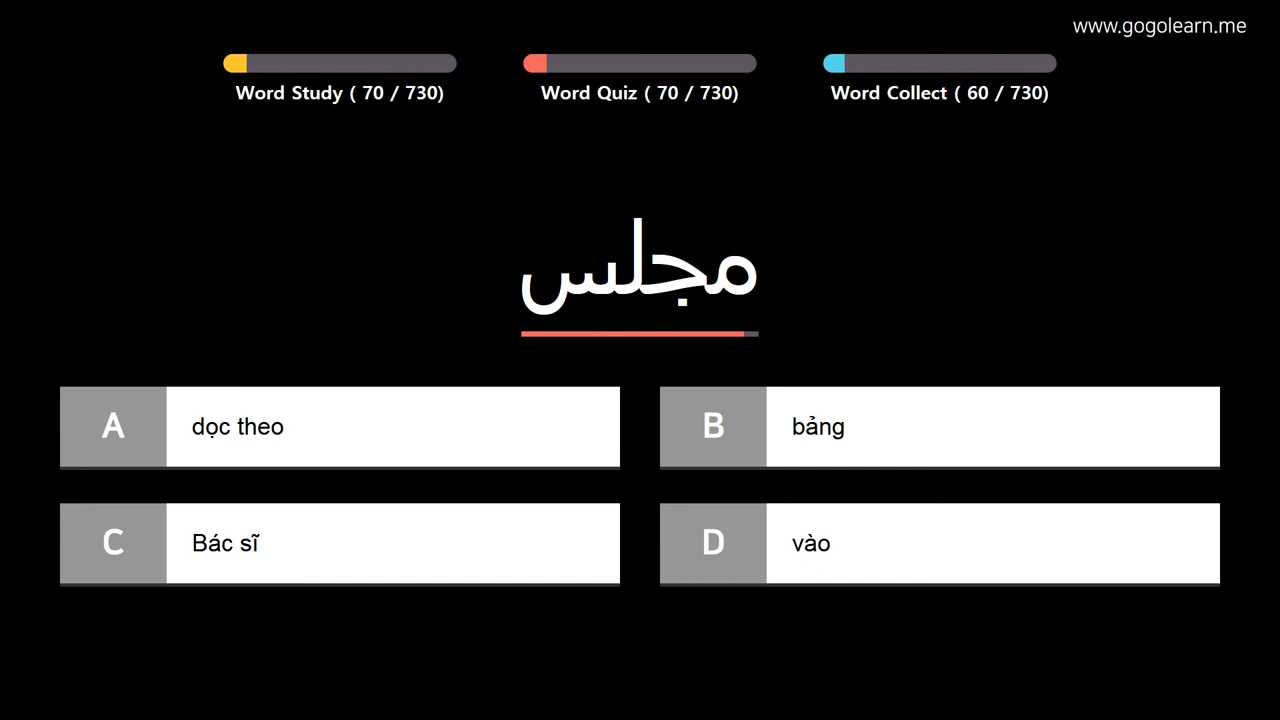 www.gogolearn.me
Word Study ( 70 / 730)
Word Quiz ( 70 / 730)
Word Collect ( 60 / 730)
مجلس
A dọc theo
B bảng
C Bác sĩ
D vào